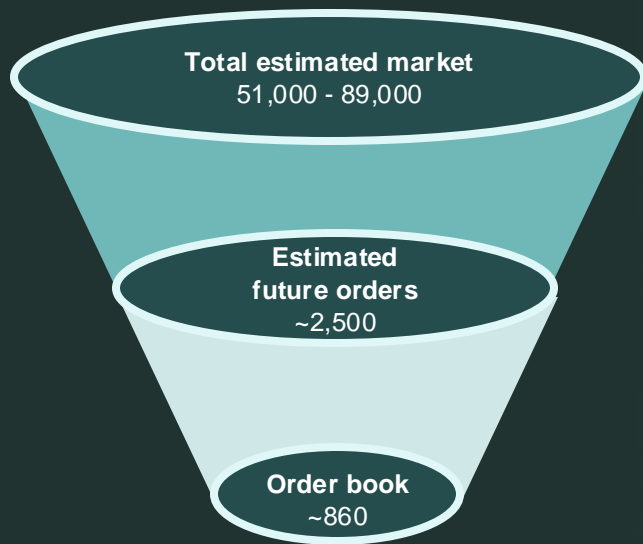 Total estimated market
51,000 - 89,000
Estimated
future orders
~2,500
Order book
~860